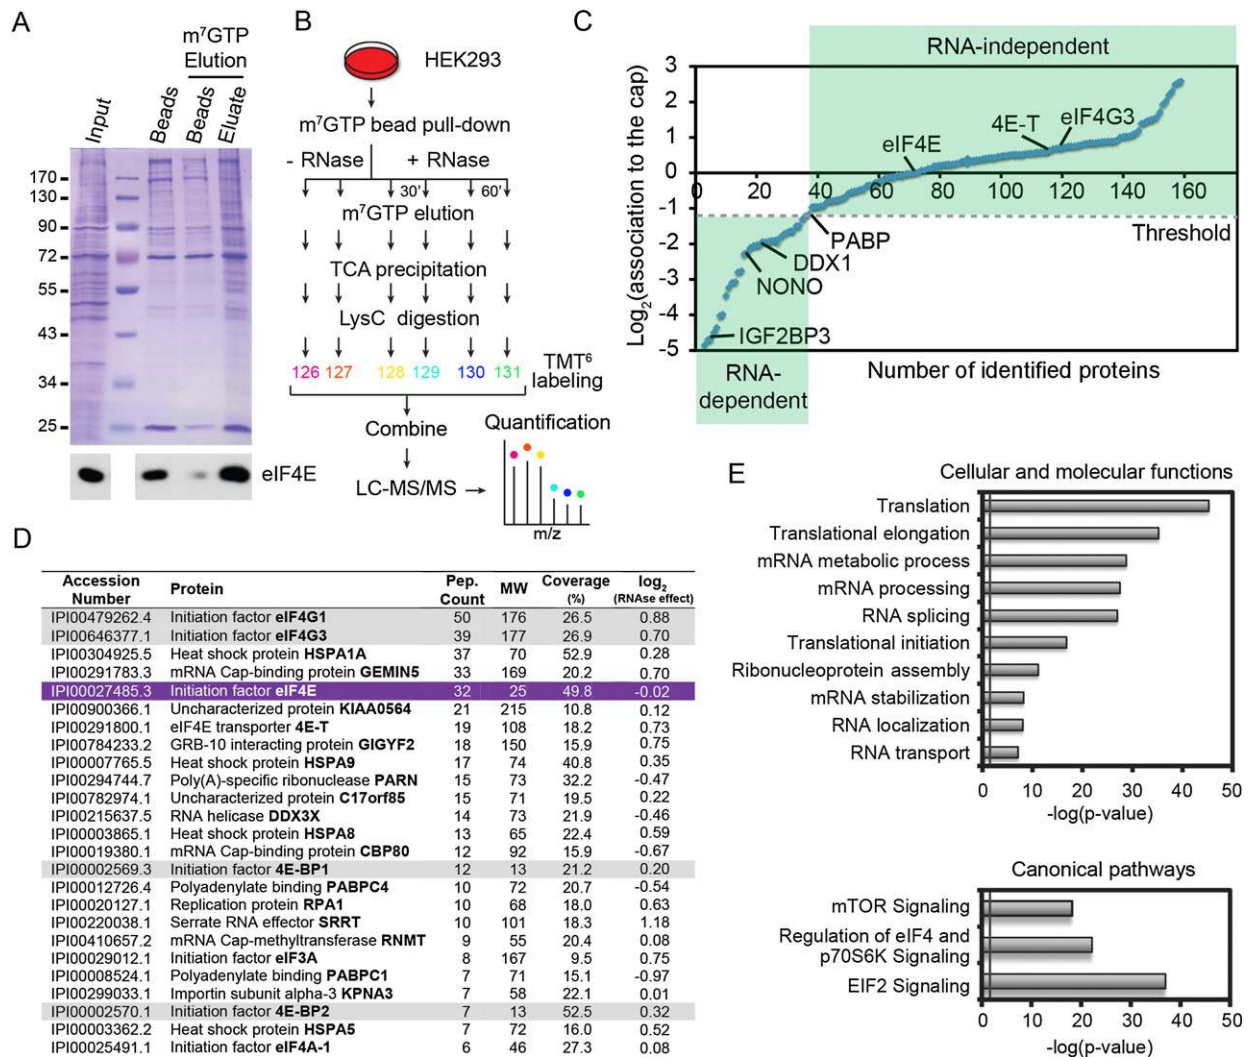 A
m⁷GTP
Elution
Input
Beads
Beads
Eluate
170
130
90
72
55
43
34
25
eIF4E
B
HEK293
m⁷GTP bead pull-down
- RNase
+ RNase
30'
60'
m⁷GTP elution
TCA precipitation
LysC digestion
126 127 128 129 130 131
TMT⁶
labeling
Combine
Quantification
LC-MS/MS
m/z
C
RNA-independent
Log₂(association to the cap)
3
2
1
0
-1
-2
-3
-4
-5
0 20 40 60 80 100 120 140 160
eIF4E
4E-T
eIF4G3
Threshold
PABP
DDX1
NONO
IGF2BP3
RNA-
dependent
Number of identified proteins
D
Accession Number Protein Pep. Count MW Coverage (%) log₂ (RNAse effect)
IPI00479262.4 Initiation factor eIF4G1 50 176 26.5 0.88
IPI00646377.1 Initiation factor eIF4G3 39 177 26.9 0.70
IPI00304925.5 Heat shock protein HSPA1A 37 70 52.9 0.28
IPI00291783.3 mRNA Cap-binding protein GEMIN5 33 169 20.2 0.70
IPI00027485.3 Initiation factor eIF4E 32 25 49.8 -0.02
IPI00900366.1 Uncharacterized protein KIAA0564 21 215 10.8 0.12
IPI00291800.1 eIF4E transporter 4E-T 19 108 18.2 0.73
IPI00784233.2 GRB-10 interacting protein GIGYF2 18 150 15.9 0.75
IPI00007765.5 Heat shock protein HSPA9 17 74 40.8 0.35
IPI00294744.7 Poly(A)-specific ribonuclease PARN 15 73 32.2 -0.47
IPI00782974.1 Uncharacterized protein C17orf85 15 71 19.5 0.22
IPI00215637.5 RNA helicase DDX3X 14 73 21.9 -0.46
IPI00003865.1 Heat shock protein HSPA8 13 65 22.4 0.59
IPI00019380.1 mRNA Cap-binding protein CBP80 12 92 15.9 -0.67
IPI00002569.3 Initiation factor 4E-BP1 12 13 21.2 0.20
IPI00012726.4 Polyadenylate binding PABPC4 10 72 20.7 -0.54
IPI00020127.1 Replication protein RPA1 10 68 18.0 0.63
IPI00220038.1 Serrate RNA effector SRRT 10 101 18.3 1.18
IPI00410657.2 mRNA Cap-methyltransferase RNMT 9 55 20.4 0.08
IPI00029012.1 Initiation factor eIF3A 8 167 9.5 0.75
IPI00008524.1 Polyadenylate binding PABPC1 7 71 15.1 -0.97
IPI00299033.1 Importin subunit alpha-3 KPNA3 7 58 22.1 0.01
IPI00002570.1 Initiation factor 4E-BP2 7 13 52.5 0.32
IPI00003362.2 Heat shock protein HSPA5 7 72 16.0 0.52
IPI00025491.1 Initiation factor eIF4A-1 6 46 27.3 0.08
E
Cellular and molecular functions
Translation
Translational elongation
mRNA metabolic process
mRNA processing
RNA splicing
Translational initiation
Ribonucleoprotein assembly
mRNA stabilization
RNA localization
RNA transport
0 10 20 30 40 50
-log(p-value)
Canonical pathways
mTOR Signaling
Regulation of eIF4 and
p70S6K Signaling
EIF2 Signaling
0 10 20 30 40 50
-log(p-value)